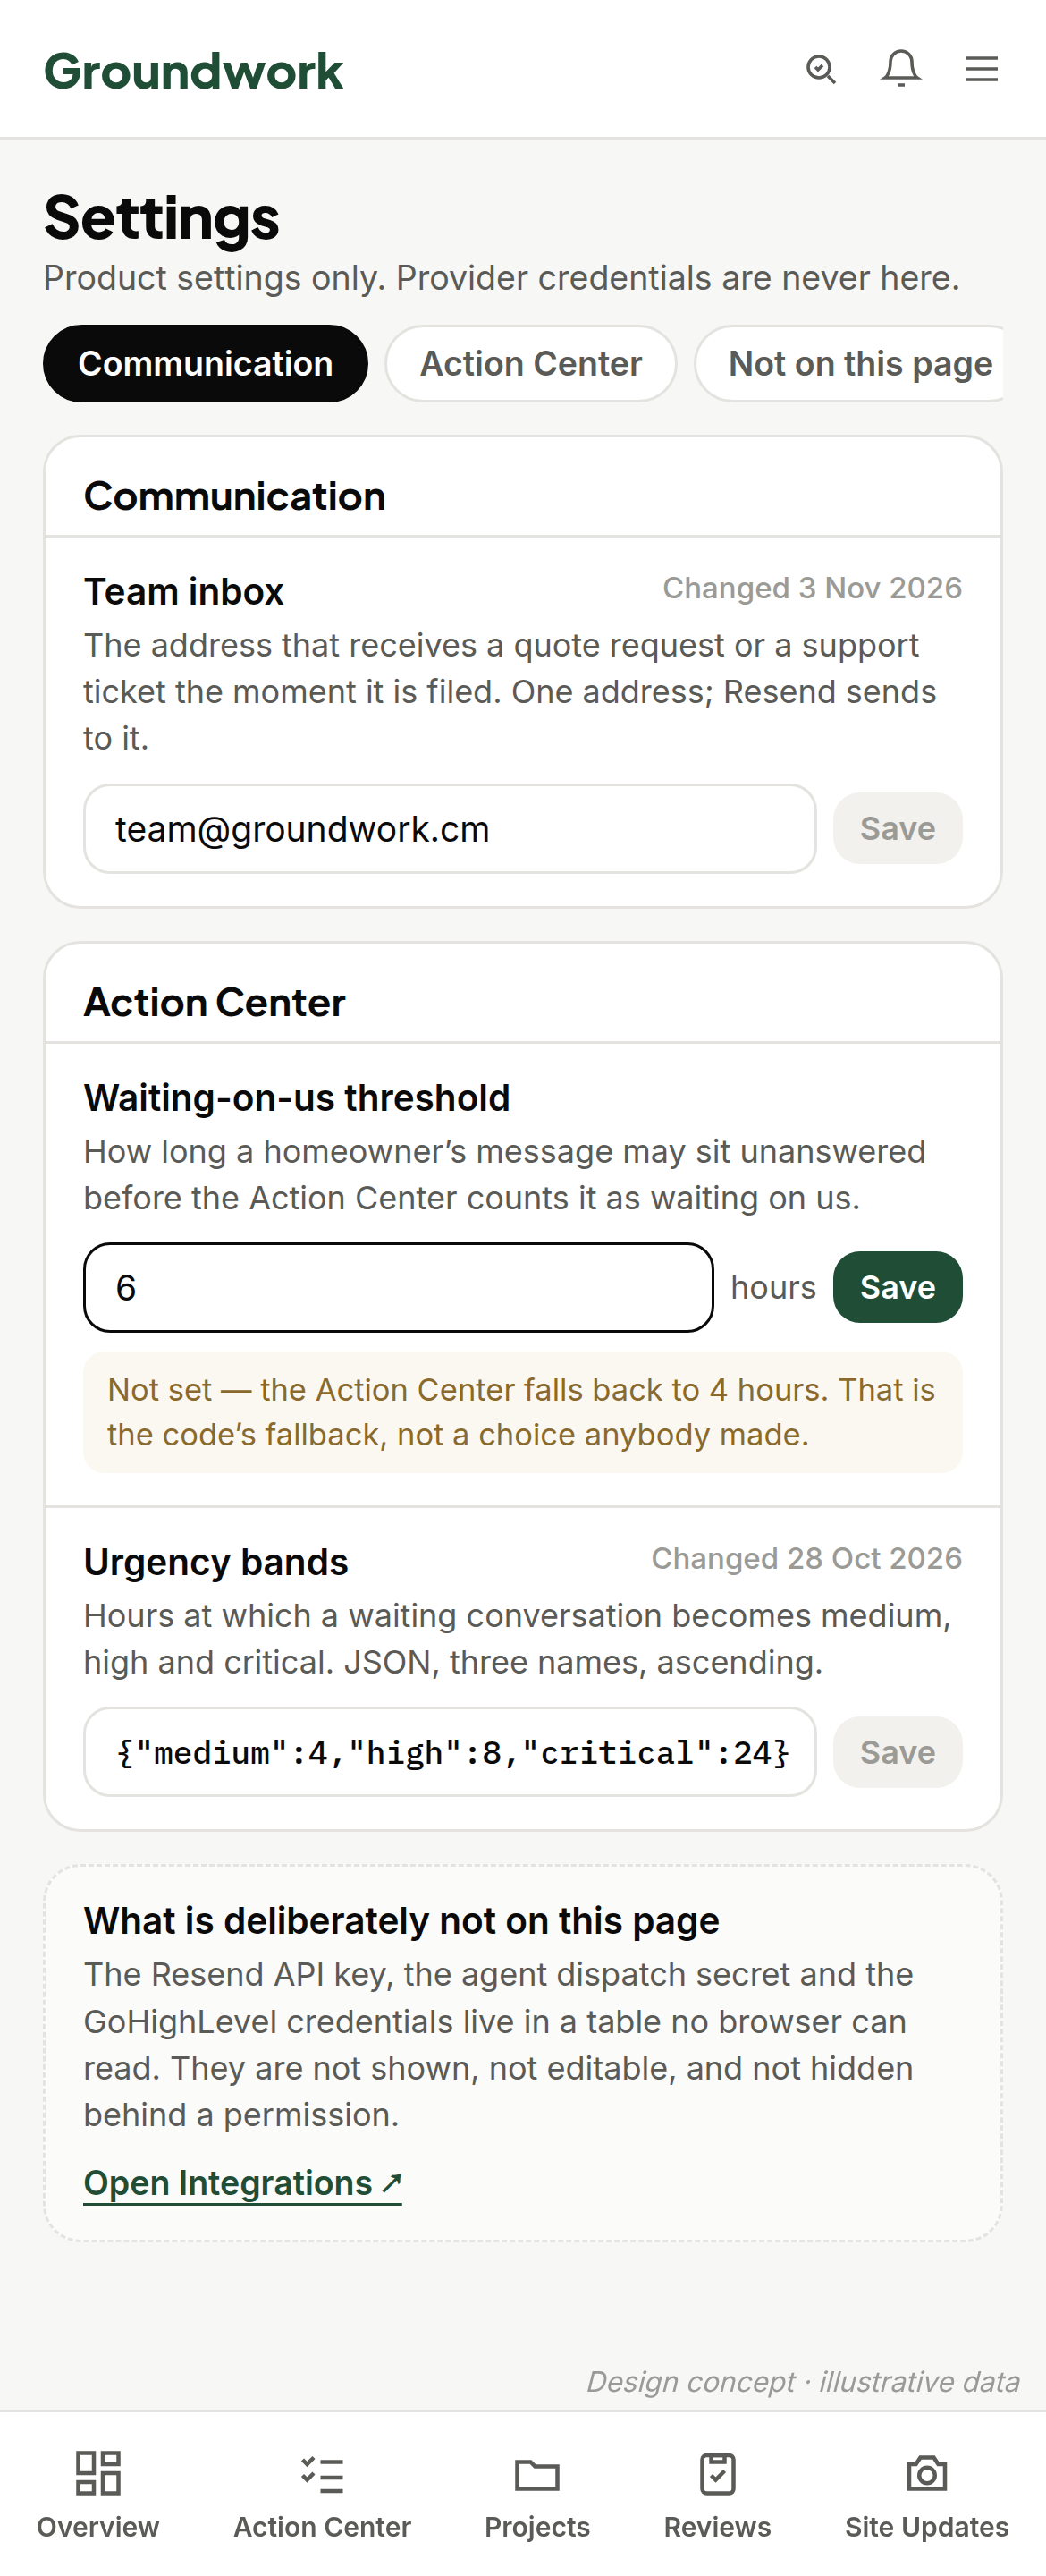 Groundwork
Settings
Product settings only. Provider credentials are never here.
Communication
Action Center
Not on this page
Communication
Team inbox
Changed 3 Nov 2026
The address that receives a quote request or a support
ticket the moment it is filed. One address; Resend sends
to it.
team@groundwork.cm
Save
Action Center
Waiting-on-us threshold
How long a homeowner’s message may sit unanswered
before the Action Center counts it as waiting on us.
6
hours
Save
Not set — the Action Center falls back to 4 hours. That is
the code’s fallback, not a choice anybody made.
Urgency bands
Changed 28 Oct 2026
Hours at which a waiting conversation becomes medium,
high and critical. JSON, three names, ascending.
{"medium":4,"high":8,"critical":24}
Save
What is deliberately not on this page
The Resend API key, the agent dispatch secret and the
GoHighLevel credentials live in a table no browser can
read. They are not shown, not editable, and not hidden
behind a permission.
Open Integrations ↗
Design concept · illustrative data
Overview
Action Center
Projects
Reviews
Site Updates